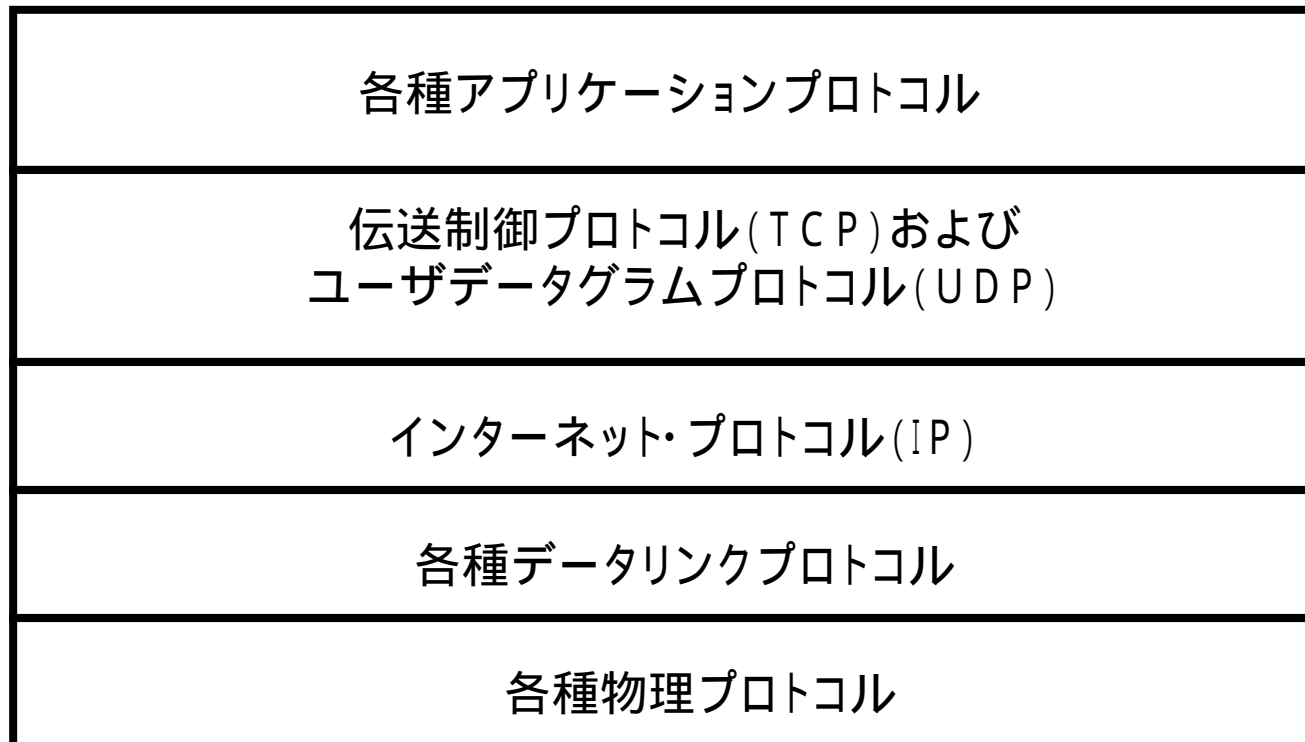 各種アプリケーションプロトコル
伝送制御プロトコル(TCP)および
ユーザデータグラムプロトコル(UDP)
インターネット・プロトコル(IP)
各種データリンクプロトコル
各種物理プロトコル